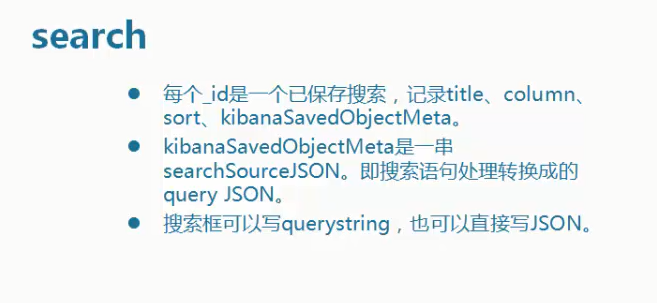 search
每个_id是一个已保存搜索，记录title、column、
sort、kibanaSavedObjectMeta。
kibanaSavedObjectMeta是一串
searchSourceJSON。即搜索语句处理转换成的
query JSON。
搜索框可以写querystring，也可以直接写JSON。